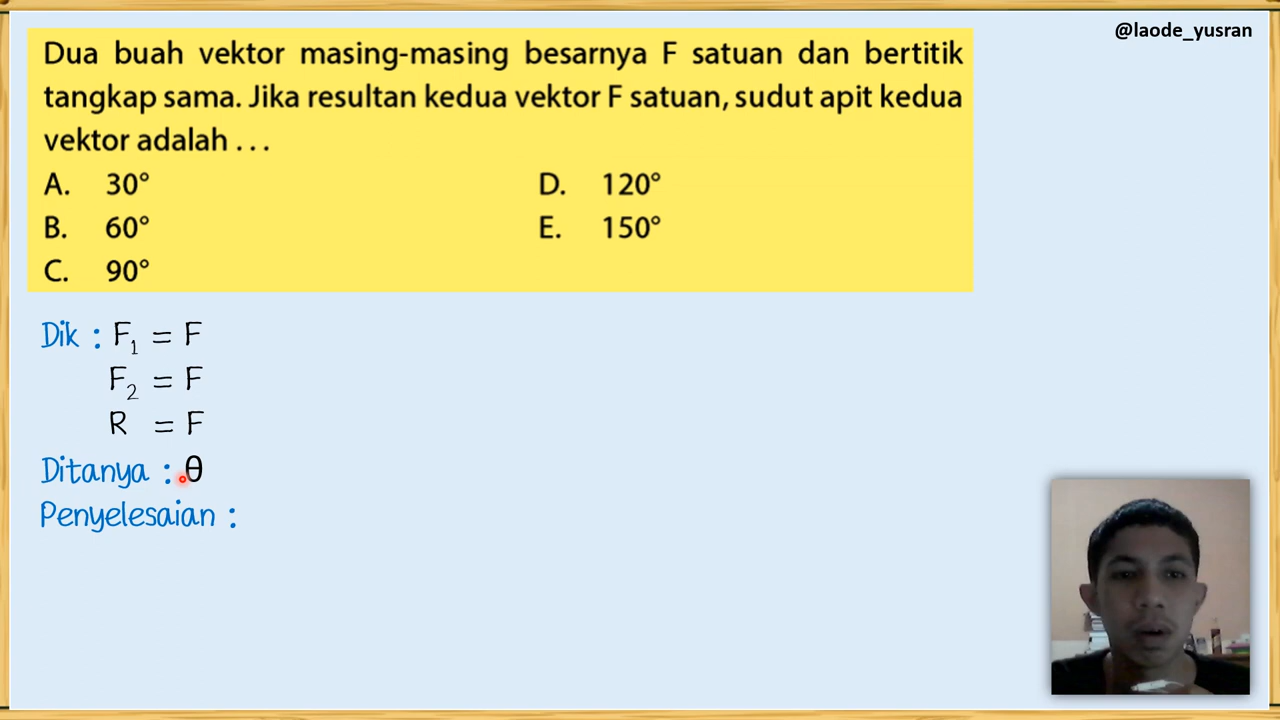 @laode_yusran
Dua buah vektor masing-masing besarnya F satuan dan bertitik
tangkap sama. Jika resultan kedua vektor F satuan, sudut apit kedua
vektor adalah . . .
A. 30°
B. 60°
C. 90°
D. 120°
E. 150°
Dik : F₁ = F
F₂ = F
R = F
Ditanya : θ
Penyelesaian :